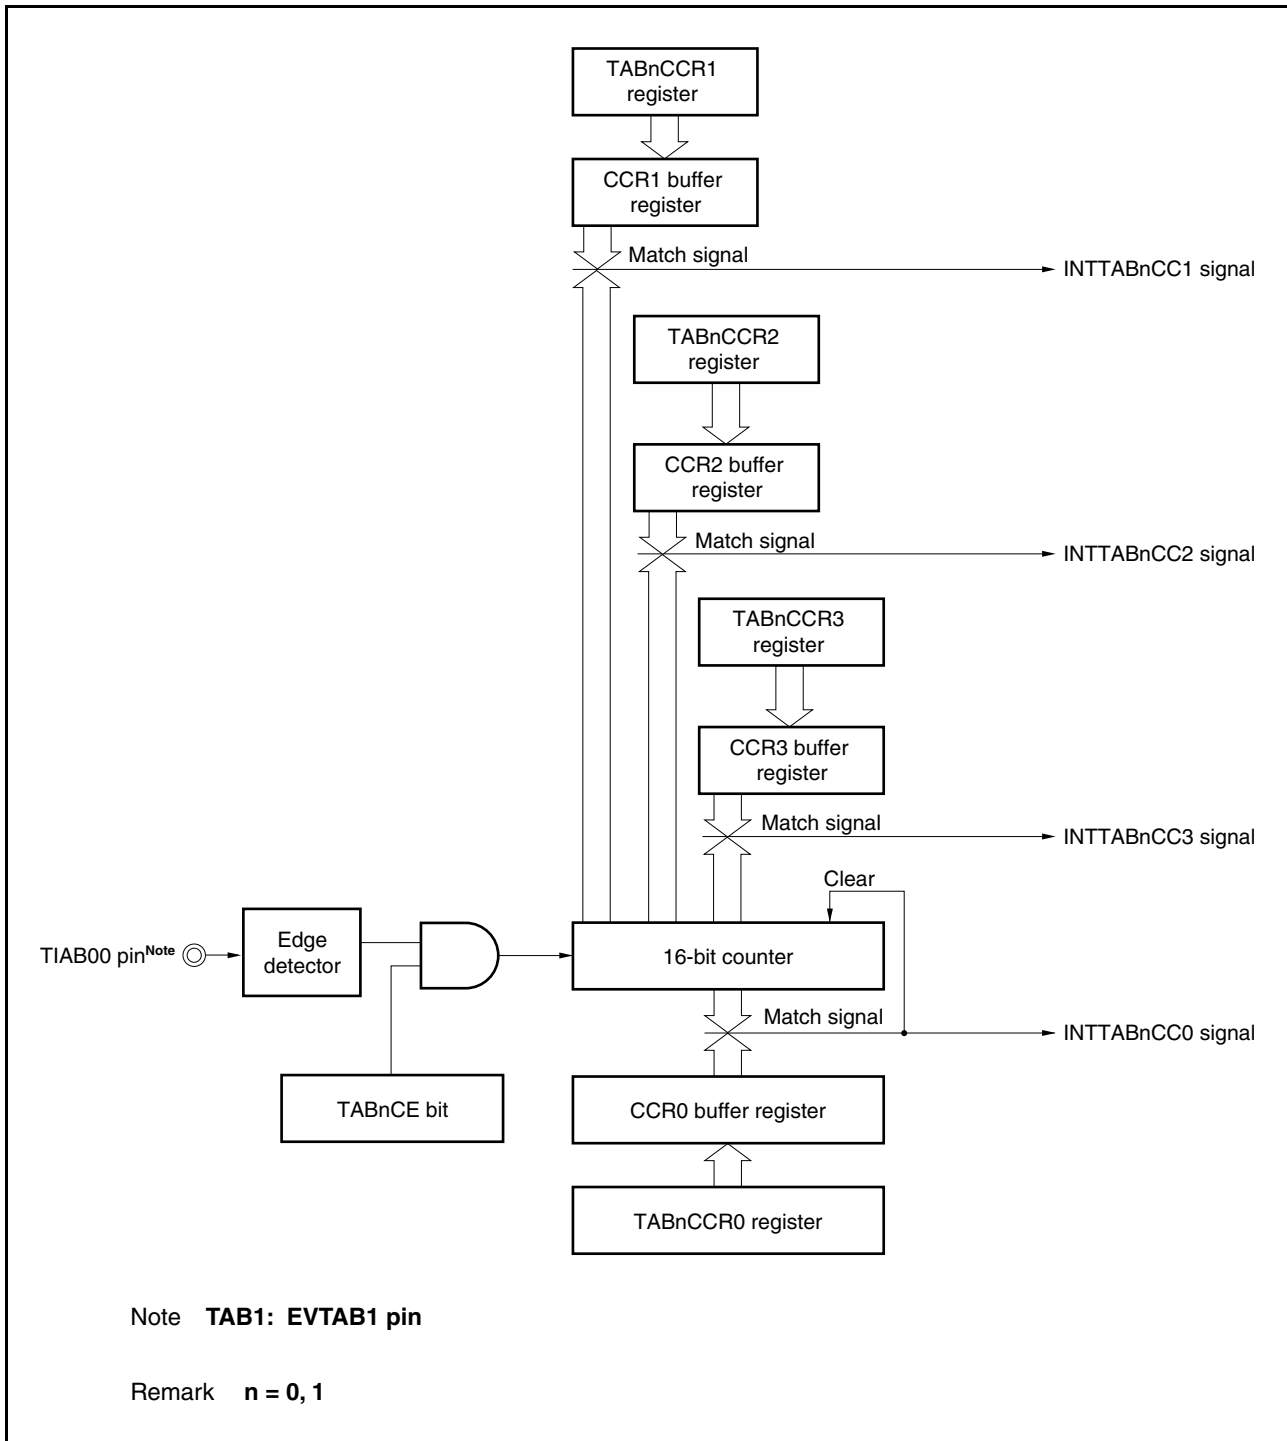 TABnCCR1
register
CCR1 buffer
register
Match signal
INTTABnCC1 signal
TABnCCR2
register
CCR2 buffer
register
Match signal
INTTABnCC2 signal
TABnCCR3
register
CCR3 buffer
register
Match signal
INTTABnCC3 signal
Clear
TIAB00 pinNote
Edge
detector
16-bit counter
Match signal
INTTABnCC0 signal
TABnCE bit
CCR0 buffer register
TABnCCR0 register
Note TAB1: EVTAB1 pin
Remark n = 0, 1